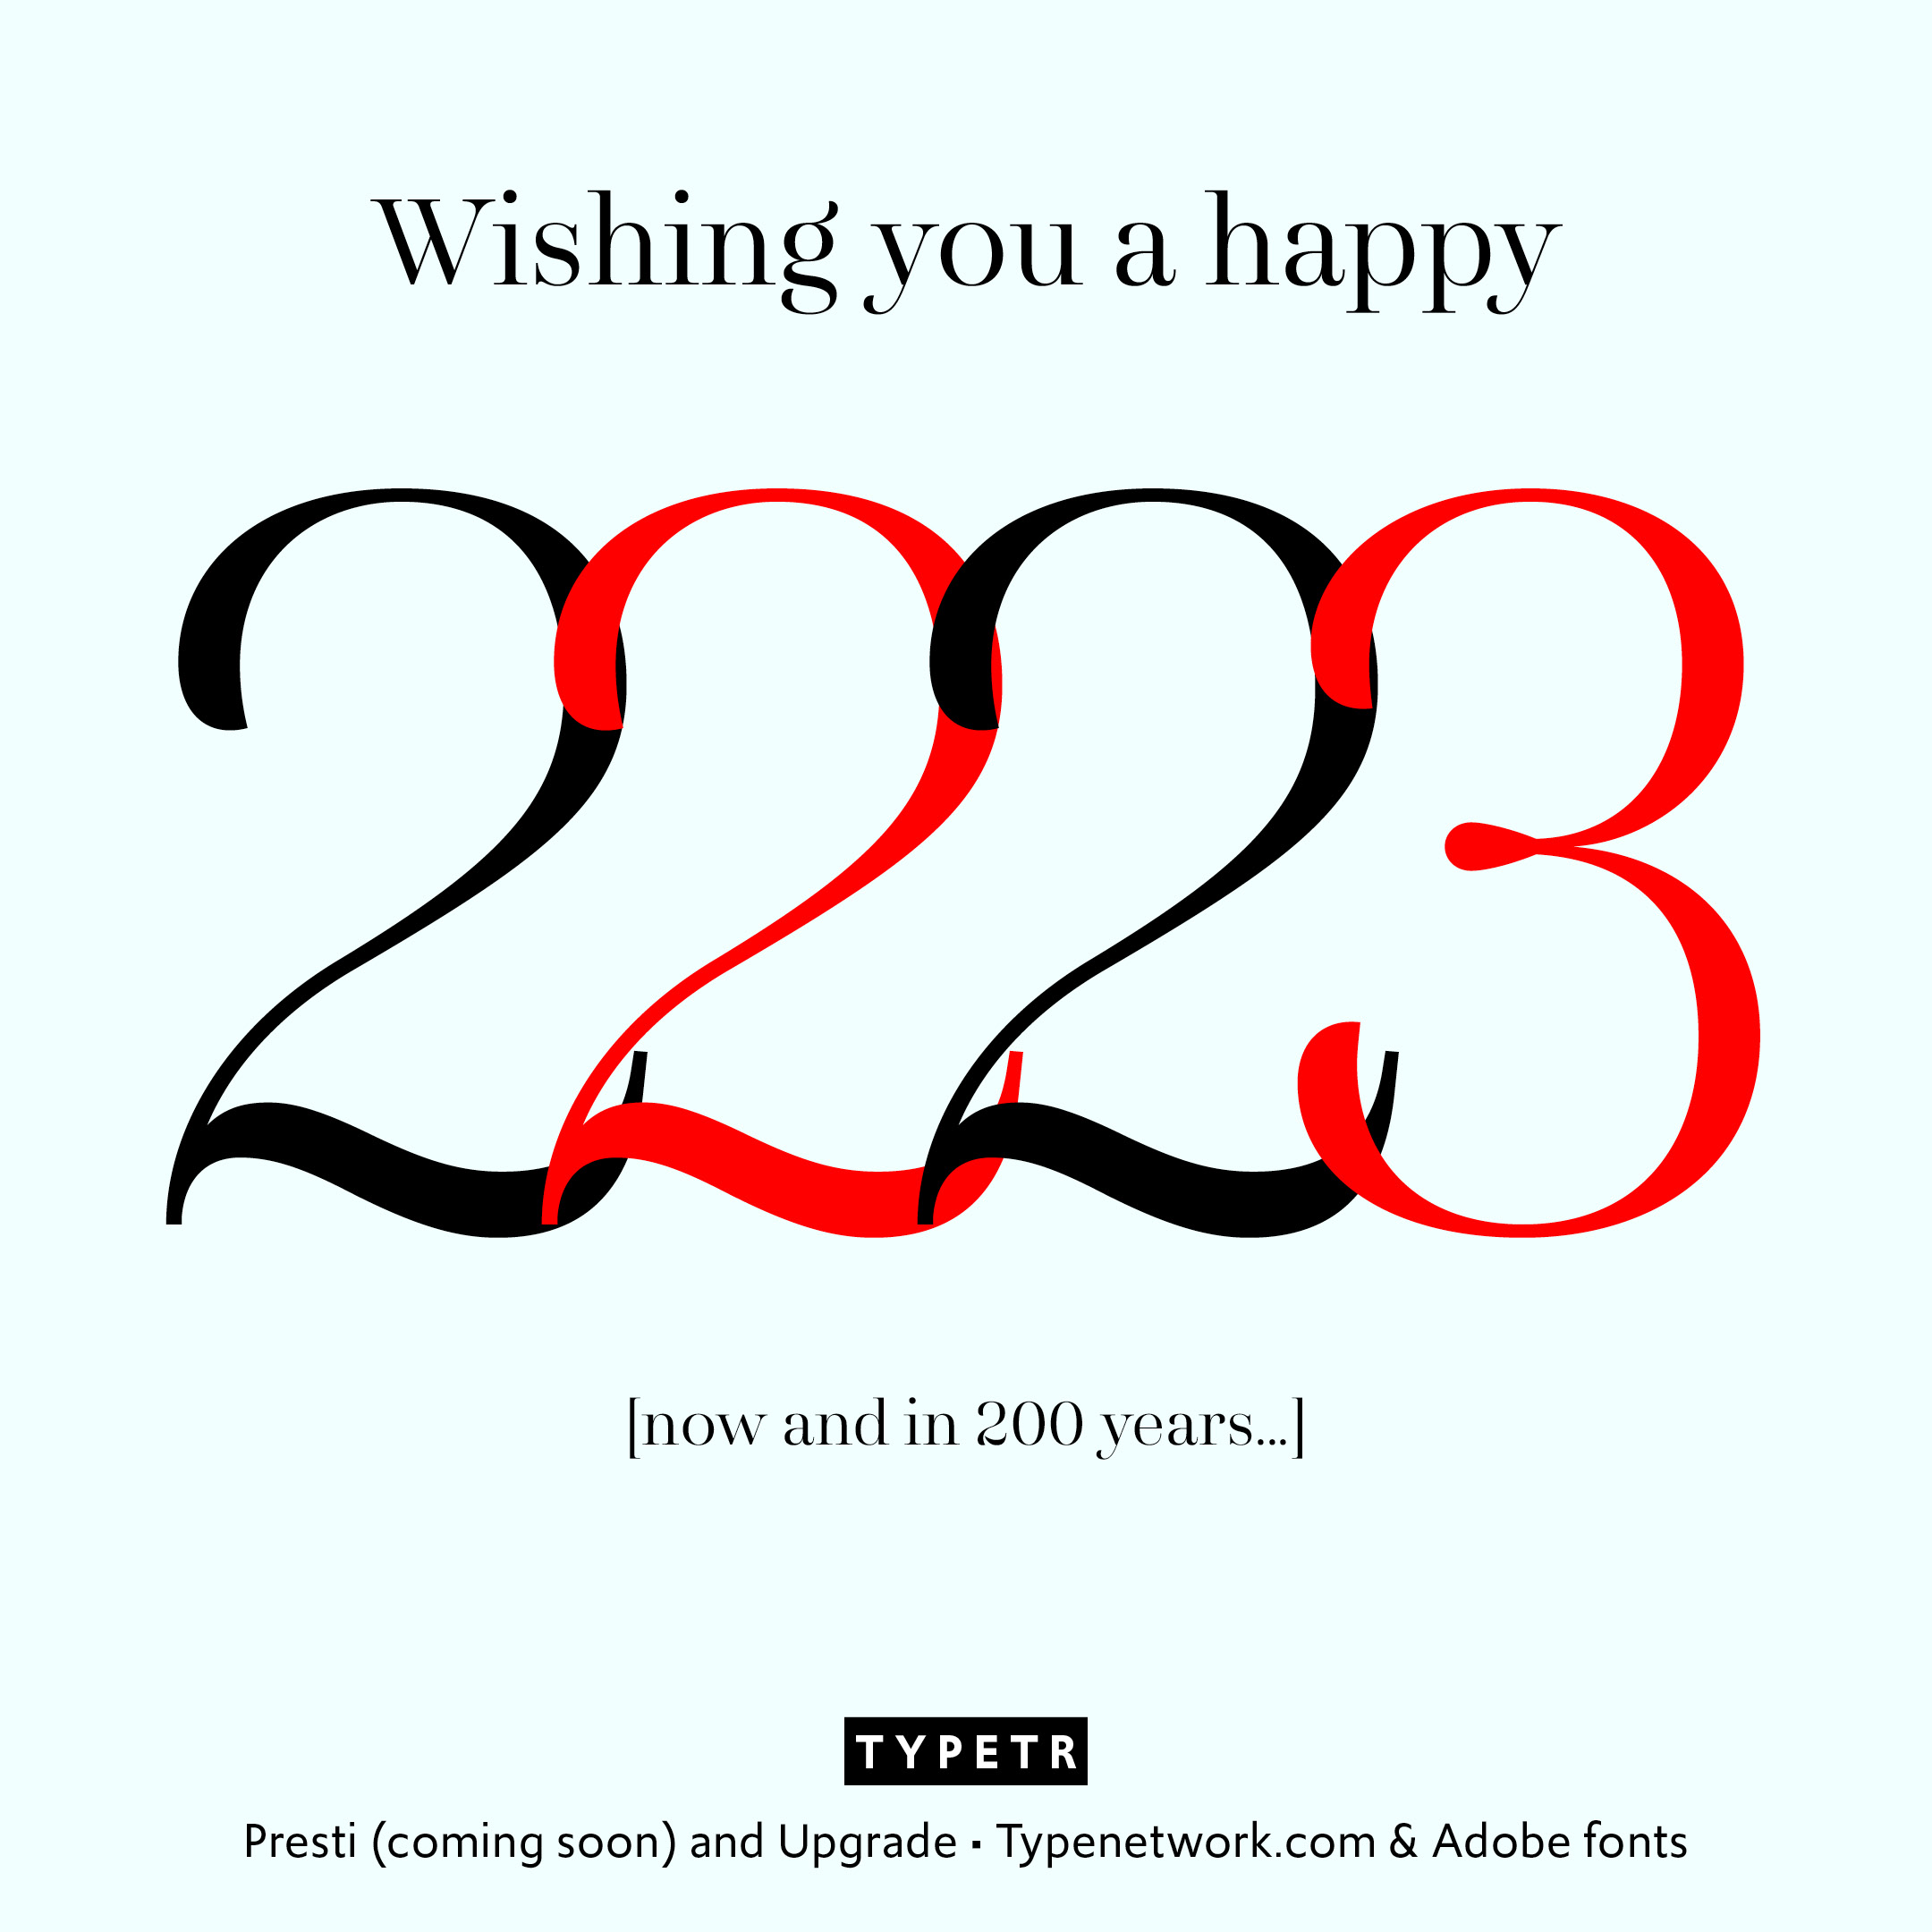 Wishing you a happy
2223
[now and in 200 years...]
TYPETR
Presti (coming soon) and Upgrade ▪ Typenetwork.com & Adobe fonts